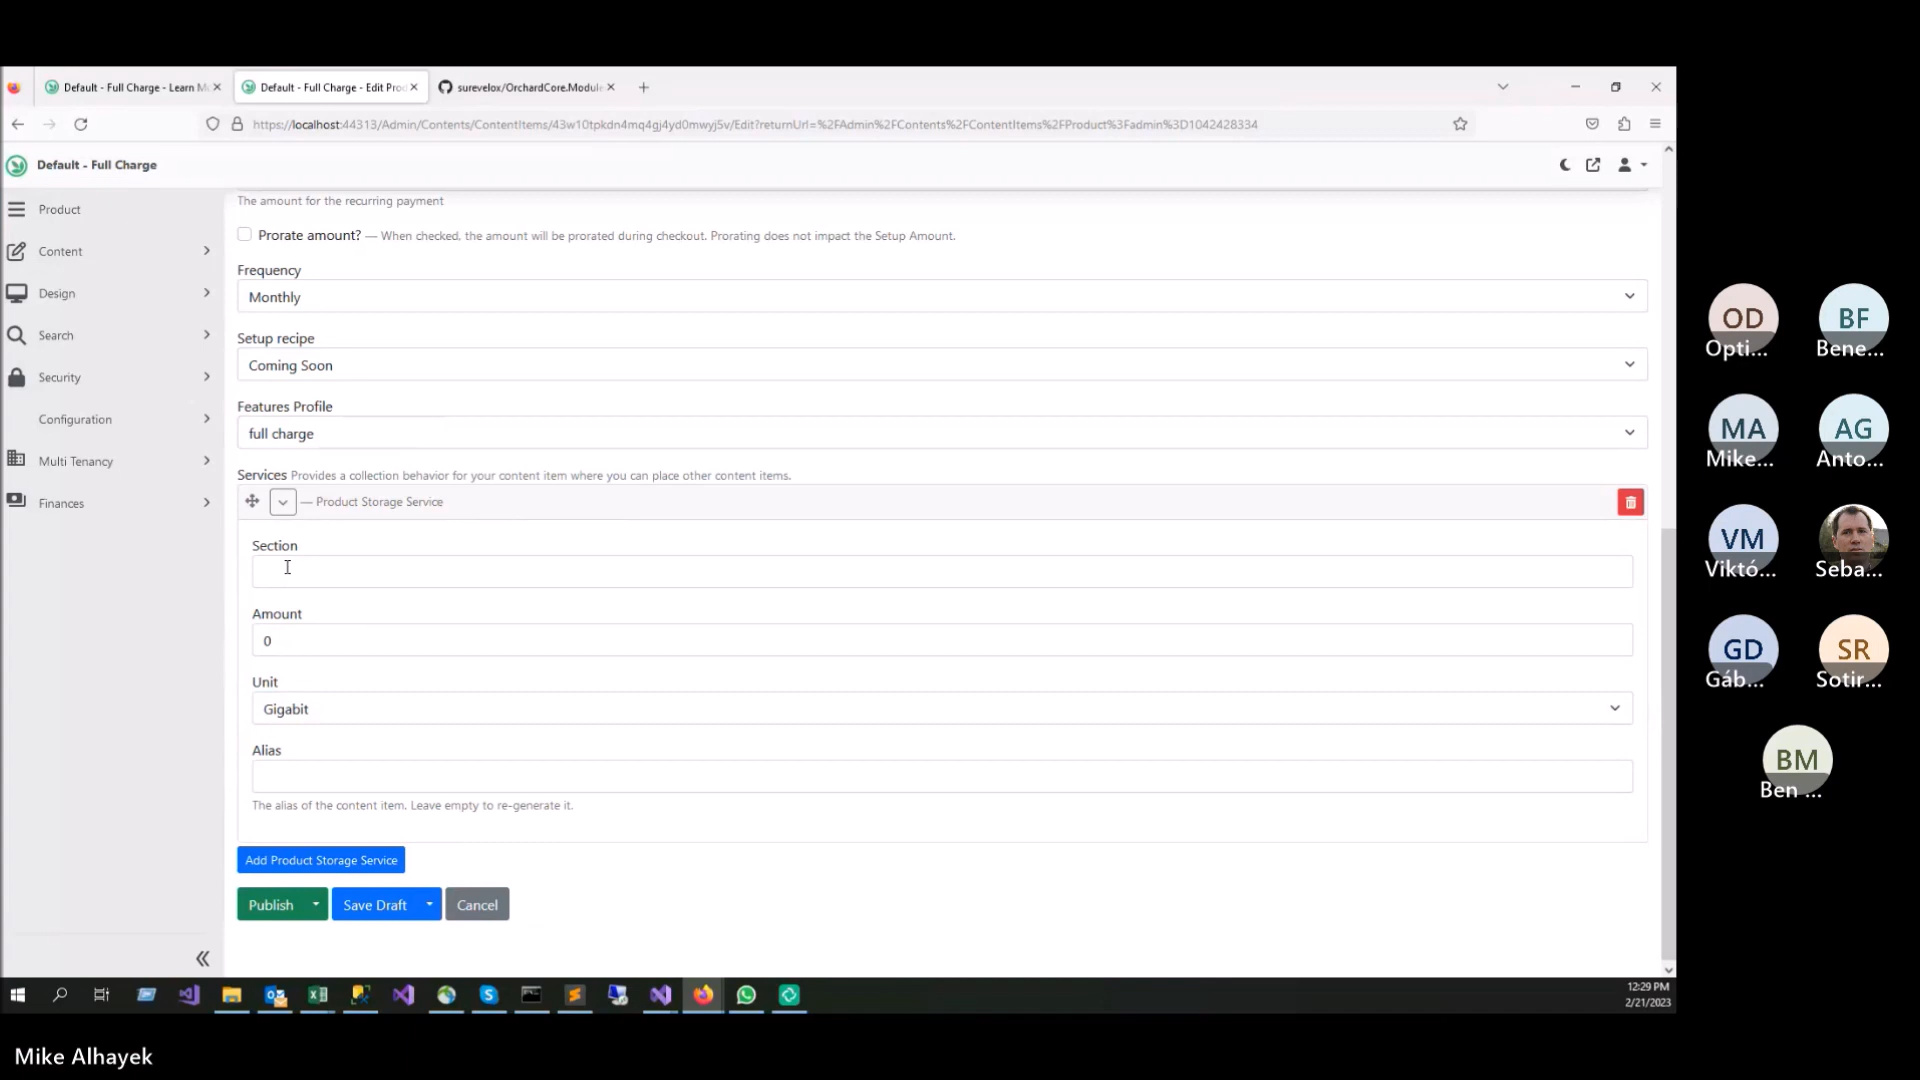 Default - Full Charge - Learn M
Default - Full Charge - Edit Proc
surevelox/OrchardCore.Module
https://localhost:44313/Admin/Contents/ContentItems/43w10tpkdn4mq4gj4yd0mwyj5v/Edit?returnUrl=%2FAdmin%2FContents%2FContentItems%2FProduct%3Fadmin%3D1042428334
Default - Full Charge
Product
Content
Design
Search
Security
Configuration
Multi Tenancy
Finances
The amount for the recurring payment
Prorate amount? — When checked, the amount will be prorated during checkout. Prorating does not impact the Setup Amount.
Frequency
Monthly
Setup recipe
Coming Soon
Features Profile
full charge
Services Provides a collection behavior for your content item where you can place other content items.
— Product Storage Service
Section
Amount
0
Unit
Gigabit
Alias
The alias of the content item. Leave empty to re-generate it.
Add Product Storage Service
Publish
Save Draft
Cancel
OD
Opti...
BF
Bene...
MA
Mike...
AG
Anto...
VM
Viktó...
Seba...
GD
Gáb...
SR
Sotir...
BM
Ben ...
12:29 PM
2/21/2023
Mike Alhayek